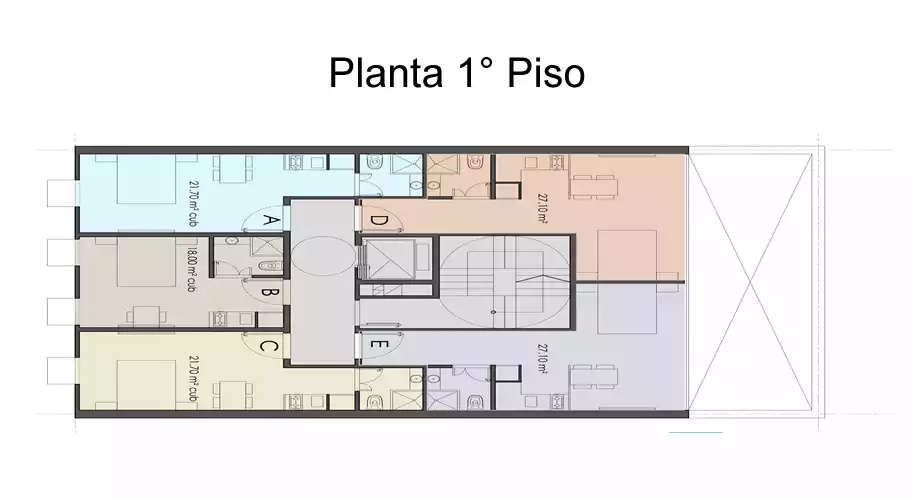 Planta 1° Piso
21.70 m² cub
A
D
27.10 m²
18.00 m² cub
B
C
E
21.70 m² cub
27.10 m²